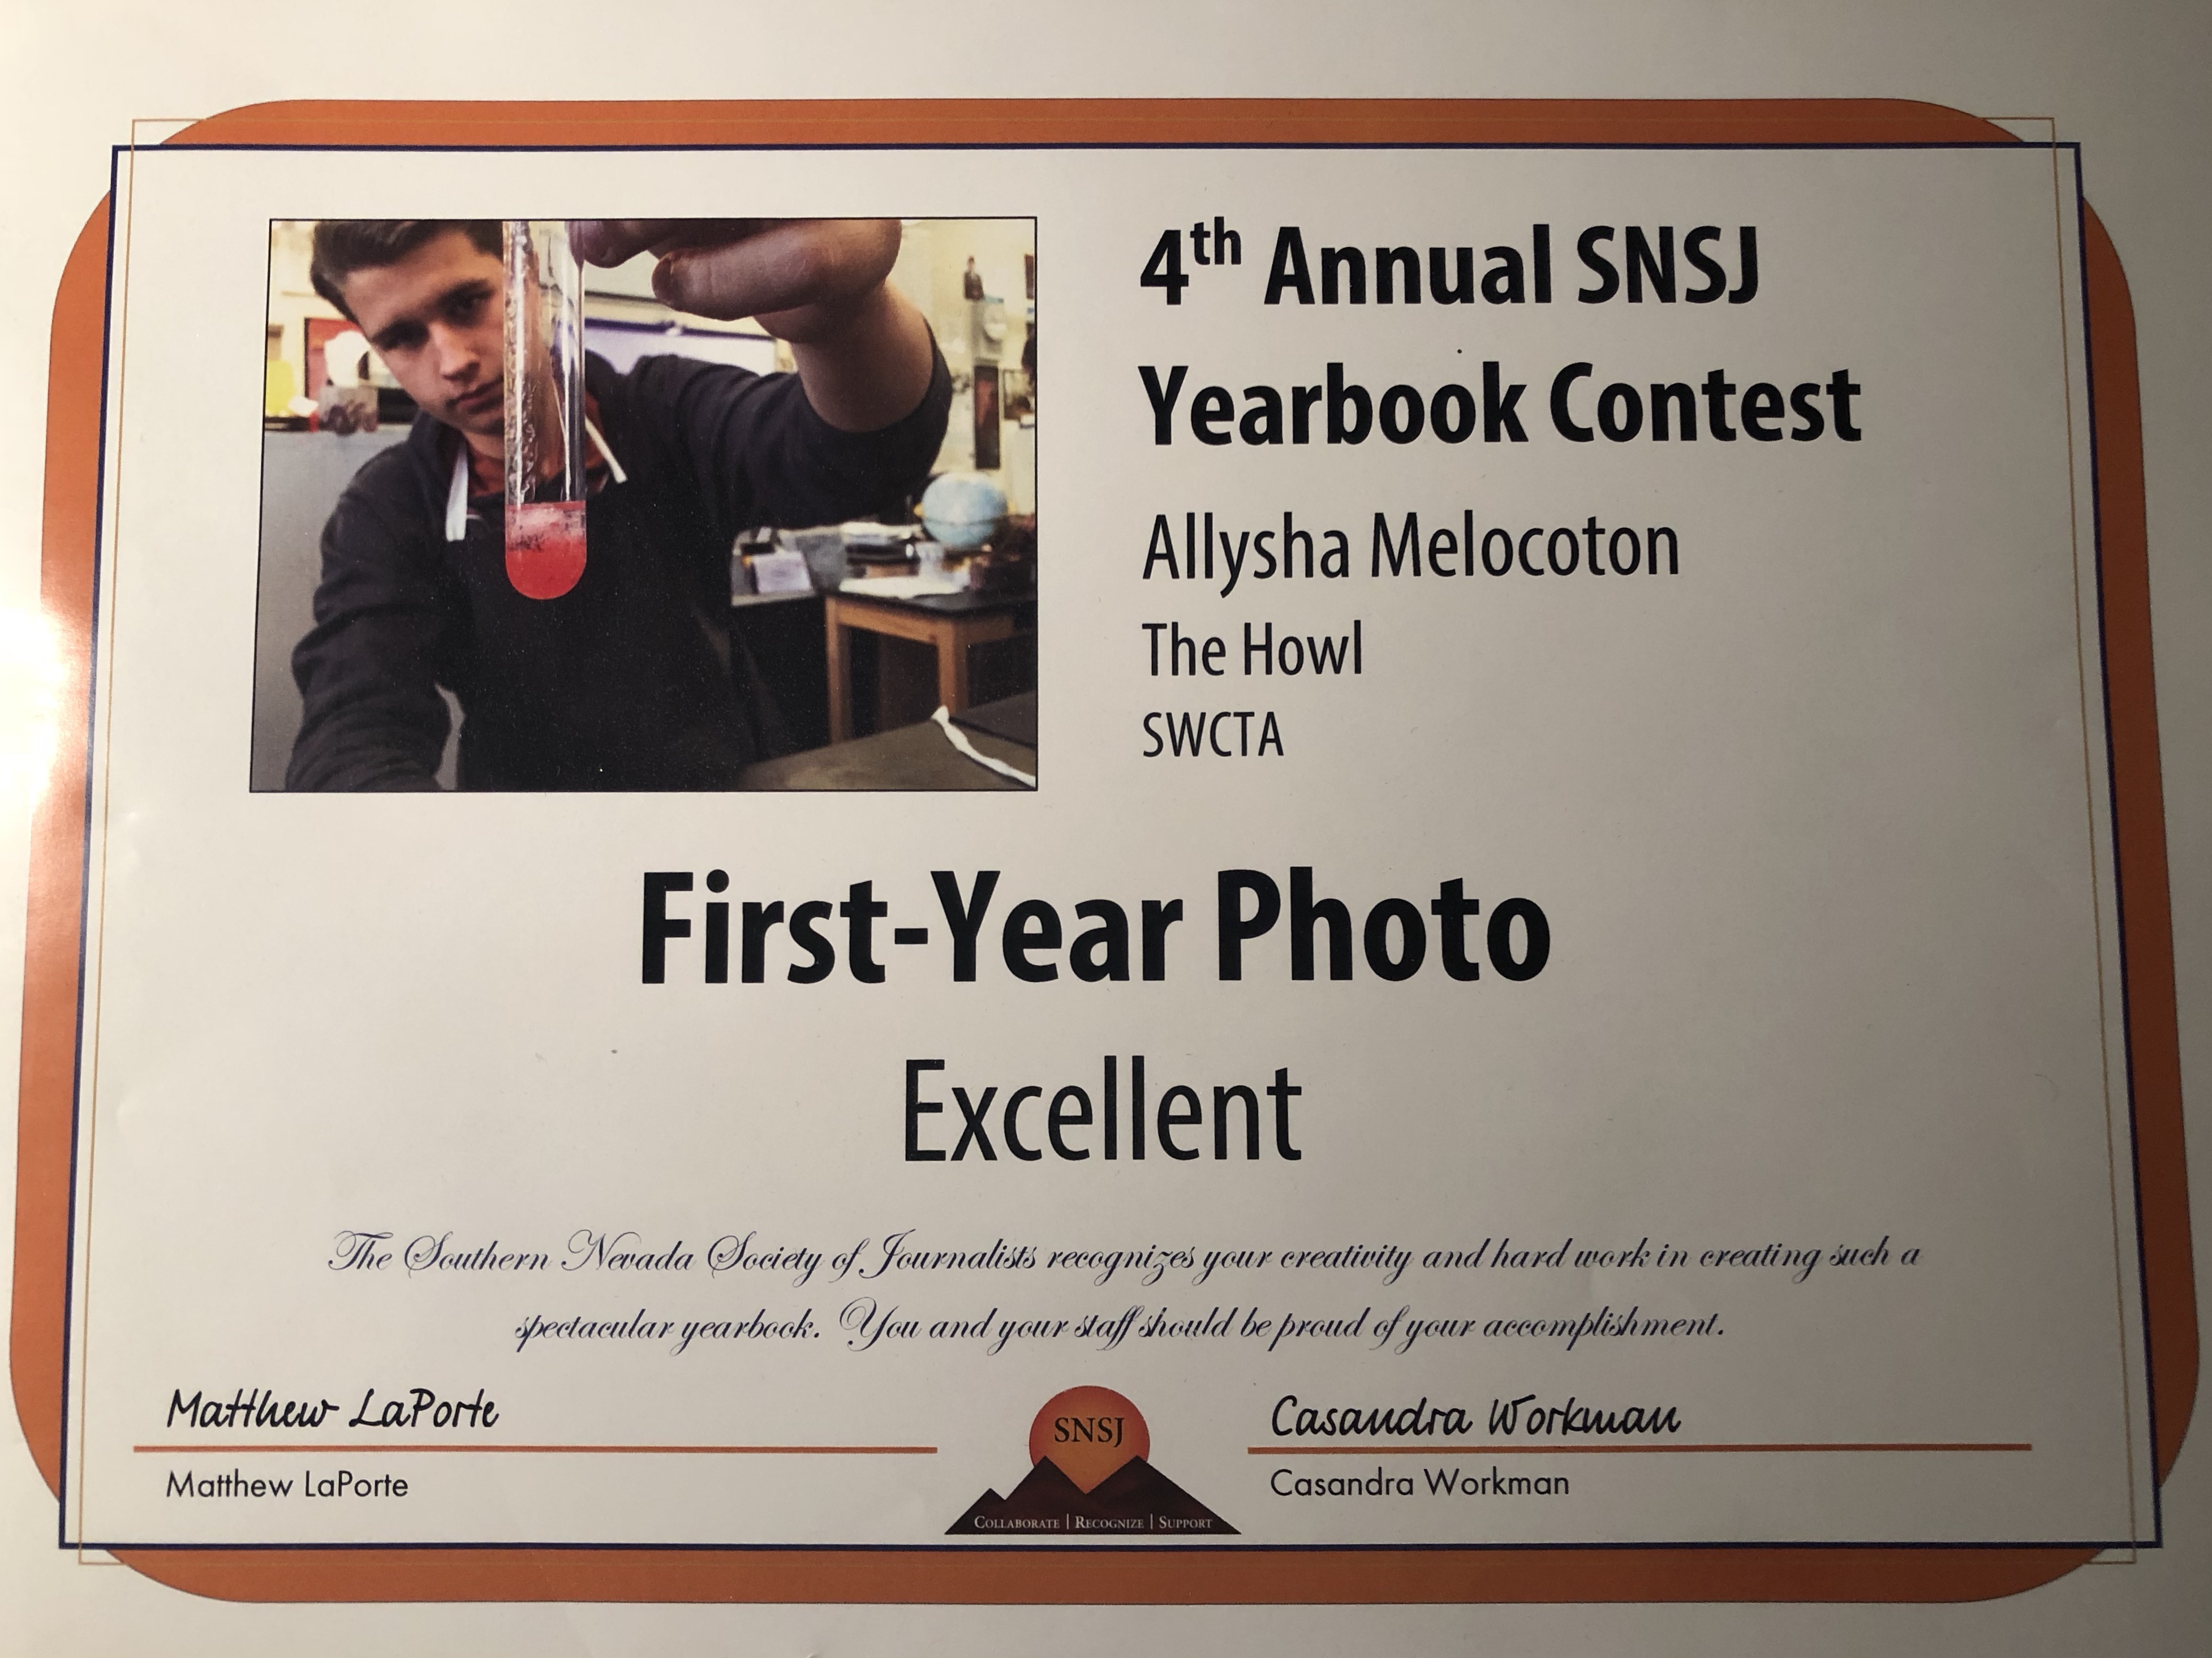 4th Annual SNSJ
Yearbook Contest
Allysha Melocoton
The Howl
SWCTA
First-Year Photo
Excellent
The Southern Nevada Society of Journalists recognizes your creativity and hard work in creating such a
spectacular yearbook. You and your staff should be proud of your accomplishment.
Matthew LaPorte
Matthew LaPorte
SNSJ
COLLABORATE | RECOGNIZE | SUPPORT
Casandra Workman
Casandra Workman